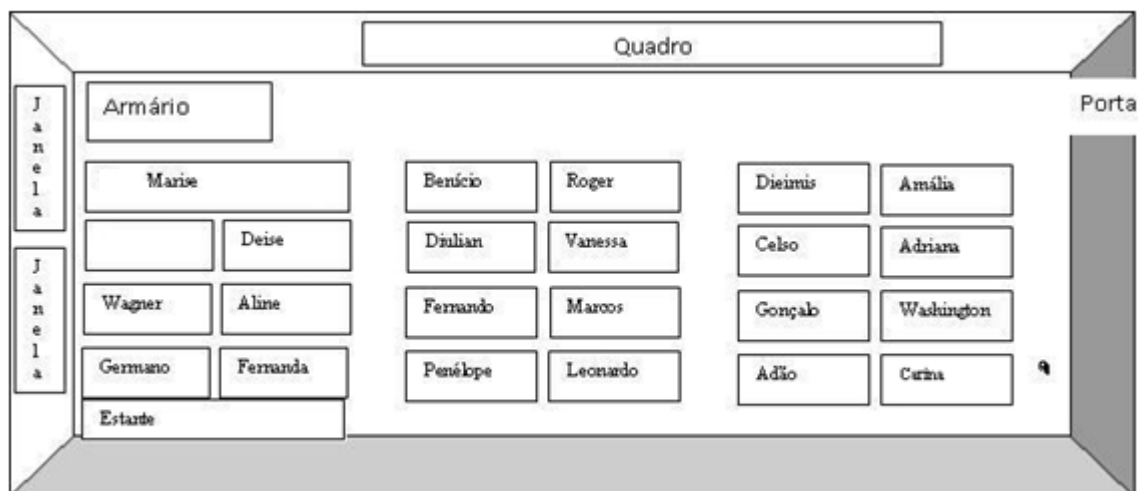 Quadro
Armário
Porta
Janela
Janela
Marise
Benício Roger
Dieimis Amália
Deise
Diulian Vanessa
Celso Adriana
Wagner Aline
Fernando Marcos
Gonçalo Washington
Germano Fernanda
Penélope Leonardo
Adão Carina
Estante